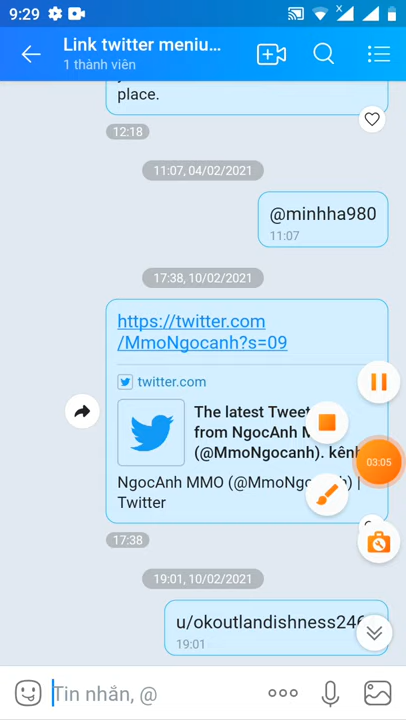 9:29
Link twitter meniu...
1 thành viên
place.
12:18
11:07, 04/02/2021
@minhha980
11:07
17:38, 10/02/2021
https://twitter.com
/MmoNgocanh?s=09
twitter.com
The latest Tweet
from NgocAnh M
(@MmoNgocanh). kênh
NgocAnh MMO (@MmoNgo h) |
Twitter
03:05
17:38
19:01, 10/02/2021
u/okoutlandishness246
19:01
Tin nhắn, @